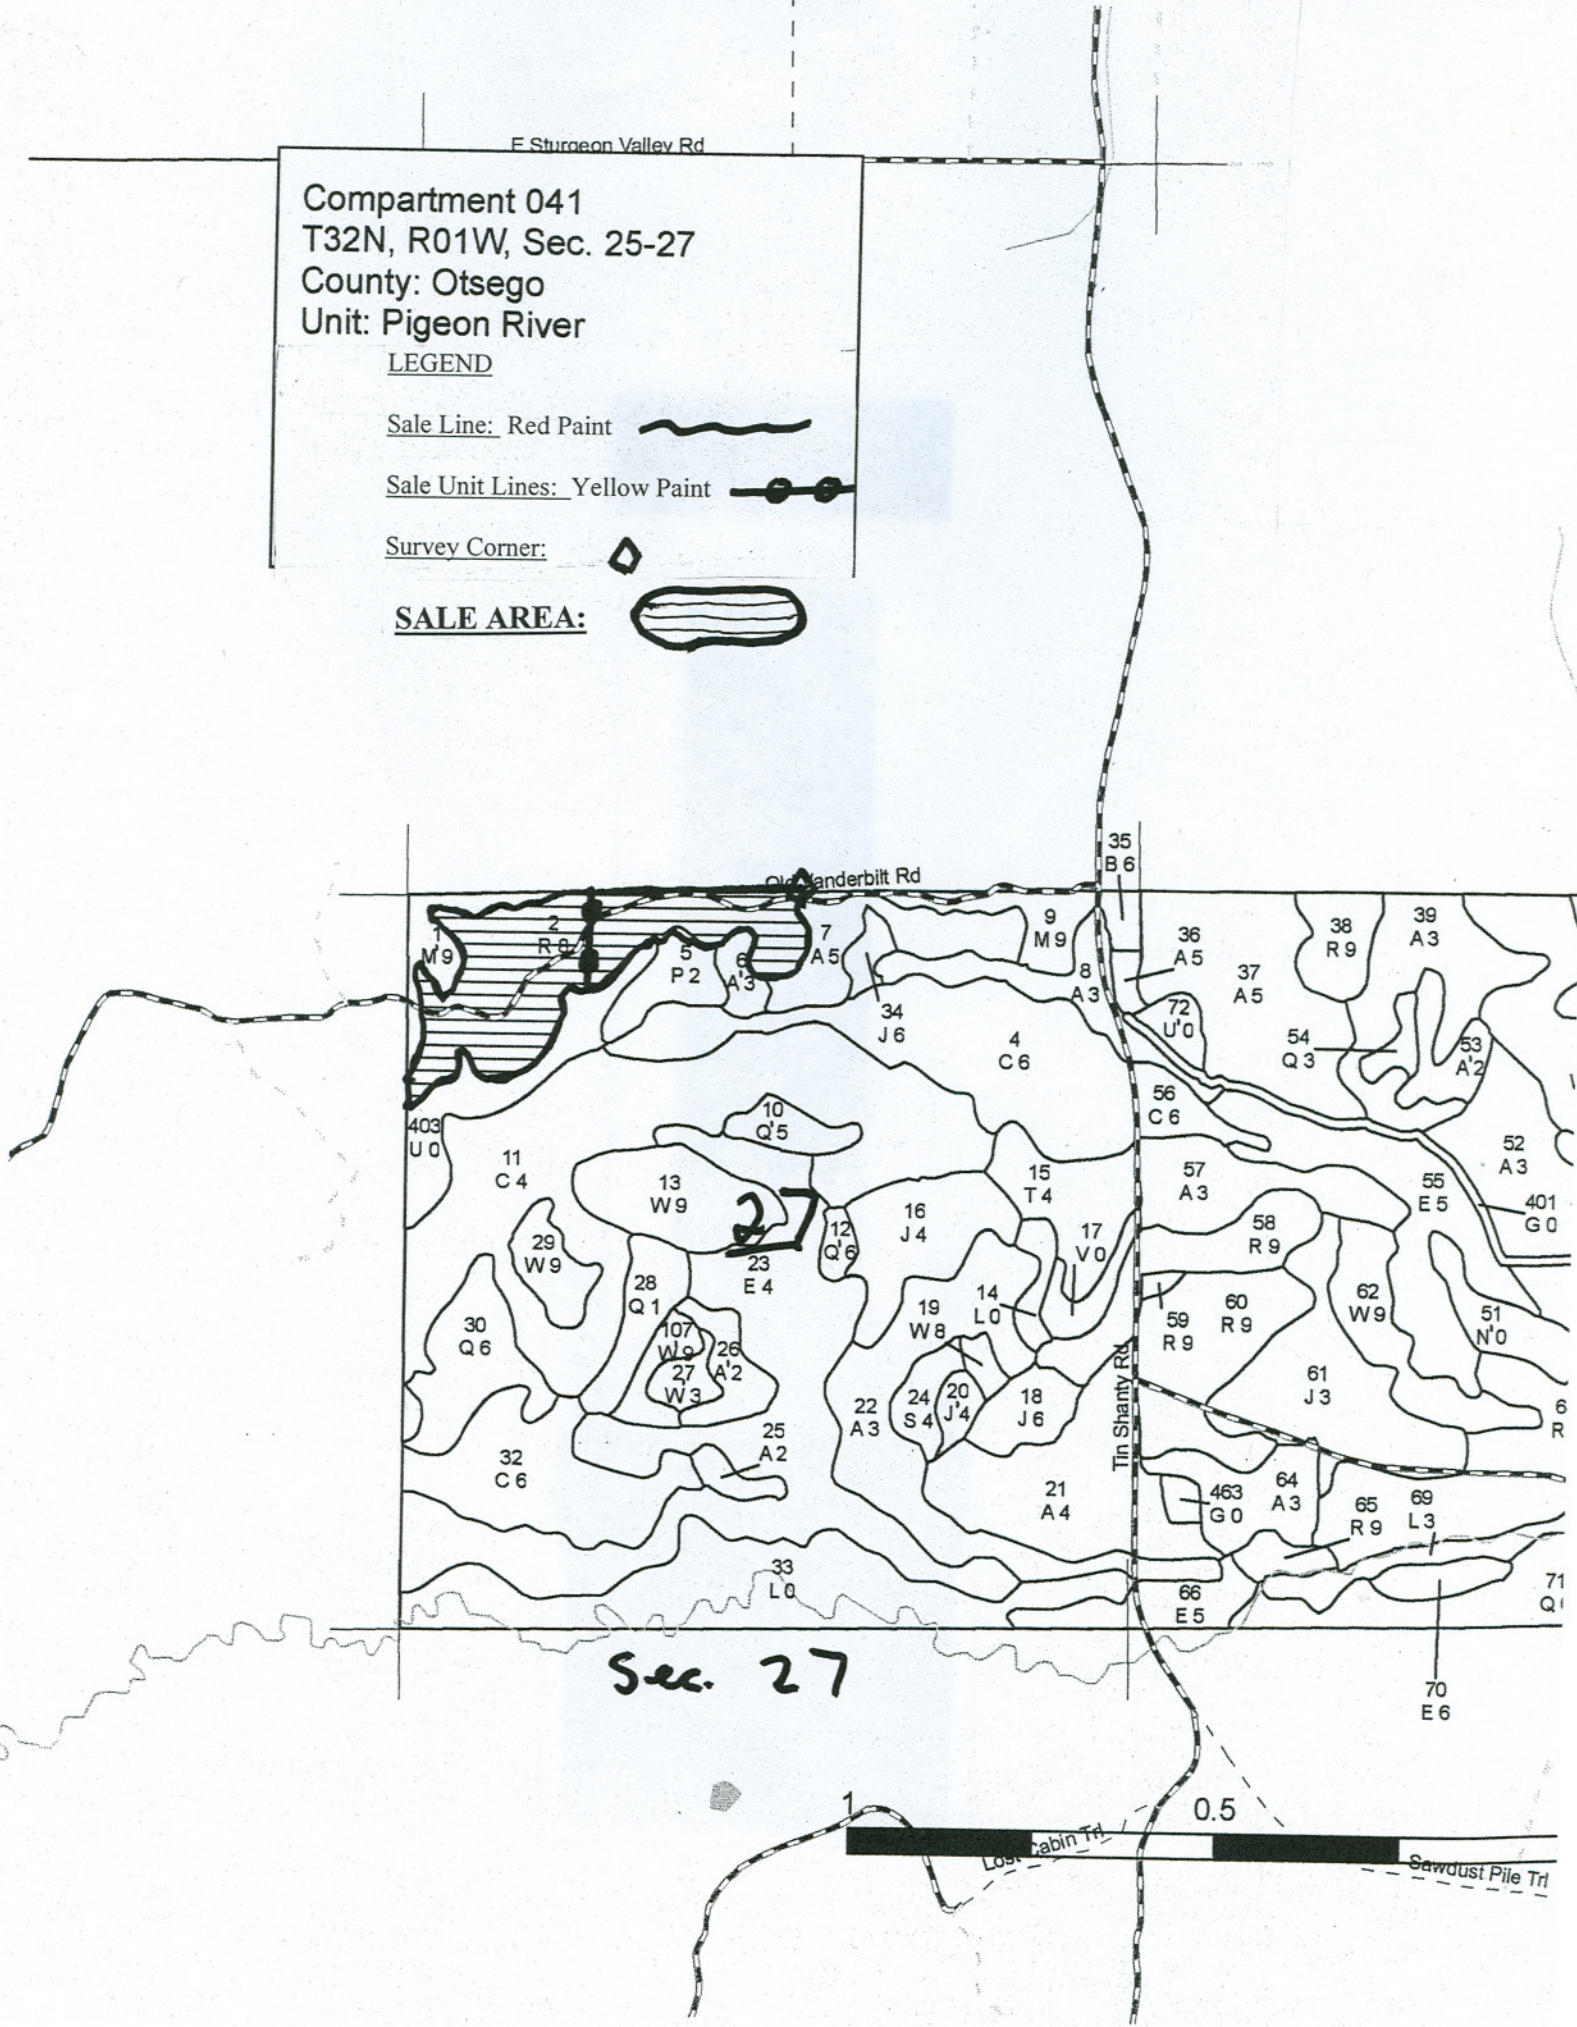 E Sturgeon Valley Rd
Compartment 041
T32N, R01W, Sec. 25-27
County: Otsego
Unit: Pigeon River
LEGEND
Sale Line: Red Paint
Sale Unit Lines: Yellow Paint
Survey Corner:
SALE AREA:
Old Vanderbilt Rd
35
B 6
1
M 9
2
R 8
5
P 2
6
A 3
7
A 5
34
J 6
9
M 9
8
A 3
4
C 6
36
A 5
37
A 5
38
R 9
39
A 3
72
U 0
54
Q 3
53
A 2
56
C 6
52
A 3
403
U 0
11
C 4
10
Q 5
13
W 9
27
12
Q 6
16
J 4
15
T 4
17
V 0
57
A 3
55
E 5
401
G 0
58
R 9
29
W 9
28
Q 1
23
E 4
30
Q 6
107
W 9
27
W 3
26
A 2
19
W 8
14
L 0
59
R 9
60
R 9
62
W 9
51
N 0
61
J 3
22
A 3
24
S 4
20
J 4
18
J 6
Tin Shanty Rd
6
R
32
C 6
25
A 2
21
A 4
463
G 0
64
A 3
65
R 9
69
L 3
33
L 0
66
E 5
71
Q
70
E 6
Sec. 27
1
0.5
Lost Cabin Trl
Sawdust Pile Trl